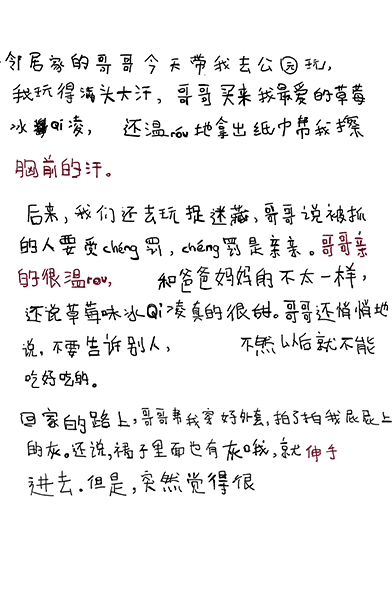 邻居家的哥哥今天带我去公园玩，
我玩得满头大汗，哥哥买来我最爱的草莓
冰Qi凌，还温róu地拿出纸巾帮我擦
胸前的汗。
后来，我们还去玩捉迷藏，哥哥说被抓
的人要受chéng罚，chéng罚是亲亲。哥哥亲
的很温rou，和爸爸妈妈的不太一样，
还说草莓味冰Qi凌真的很甜。哥哥还悄悄地
说，不要告诉别人，不然以后就不能
吃好吃的。
回家的路上，哥哥帮我穿好外套，拍了拍我屁屁上
的灰。还说，裙子里面也有灰哦，就伸手
进去。但是，突然觉得很